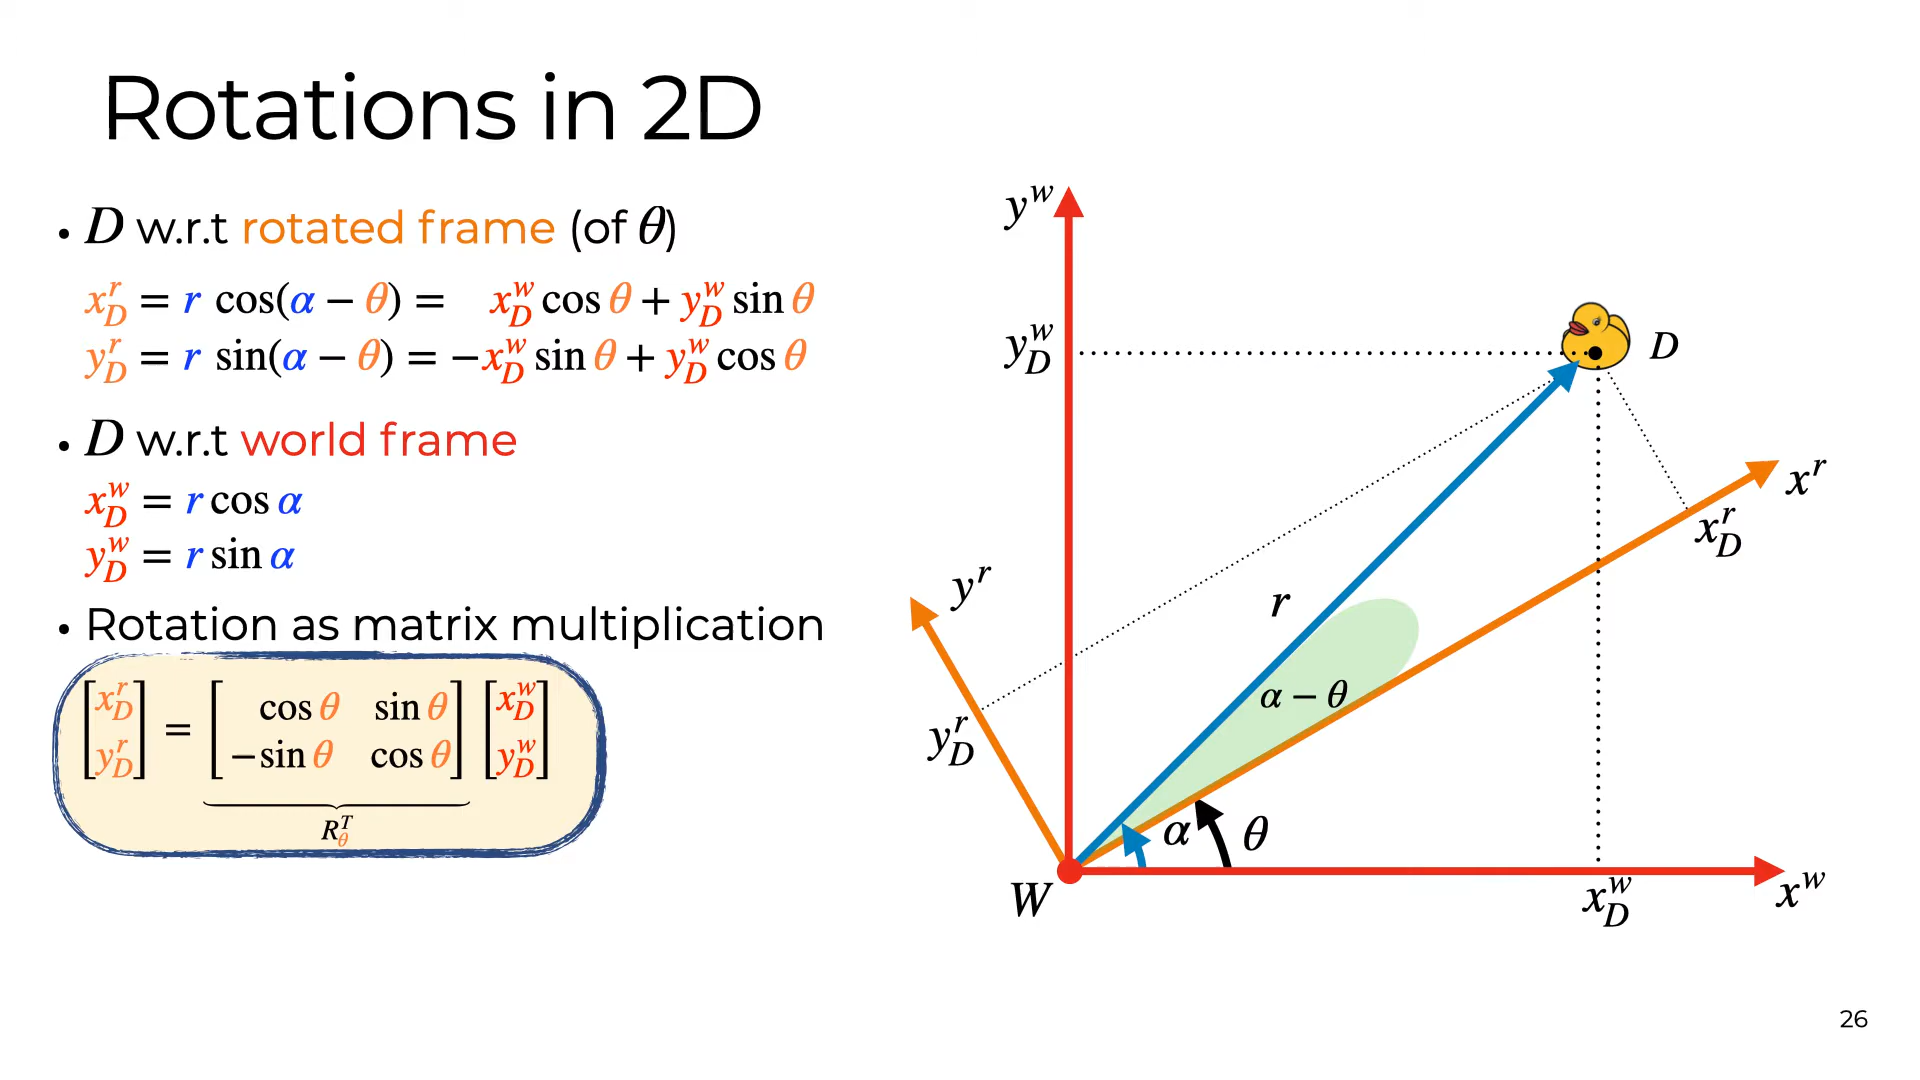 Rotations in 2D
• D w.r.t rotated frame (of θ)
x_D^r = r cos(α − θ) = x_D^w cos θ + y_D^w sin θ
y_D^r = r sin(α − θ) = −x_D^w sin θ + y_D^w cos θ
• D w.r.t world frame
x_D^w = r cos α
y_D^w = r sin α
• Rotation as matrix multiplication
[x_D^r] = [cos θ sin θ] [x_D^w]
[y_D^r] [−sin θ cos θ] [y_D^w]
R_θ^T
y^w
y_D^w
D
x^r
x_D^r
y^r
r
α − θ
y_D^r
α
θ
W
x_D^w
x^w
26